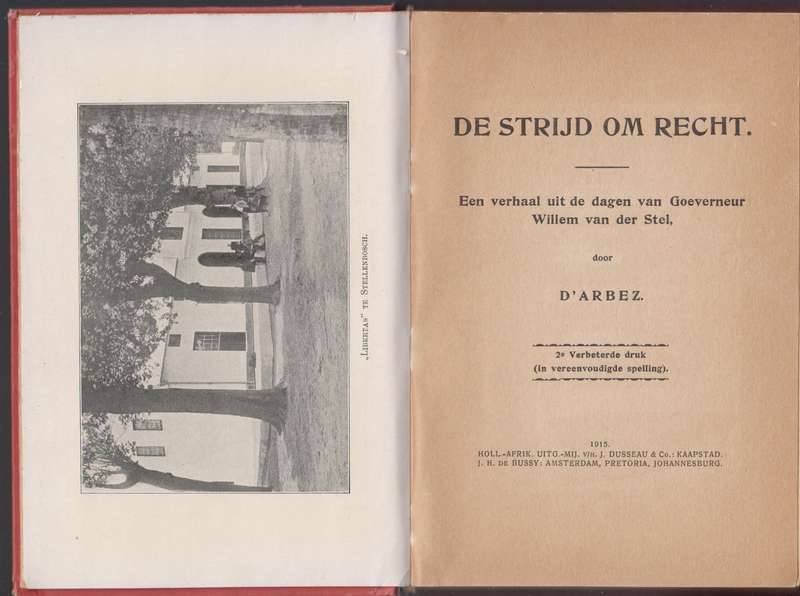 „LIBERTAS" TE STELLENBOSCH.
DE STRIJD OM RECHT.
Een verhaal uit de dagen van Goeverneur
Willem van der Stel,
door
D'ARBEZ.
2e Verbeterde druk
(In vereenvoudigde spelling).
1915.
HOLL.-AFRIK. UITG.-MIJ. V/H. J. DUSSEAU & Co.: KAAPSTAD.
J. H. DE BUSSY: AMSTERDAM, PRETORIA, JOHANNESBURG.